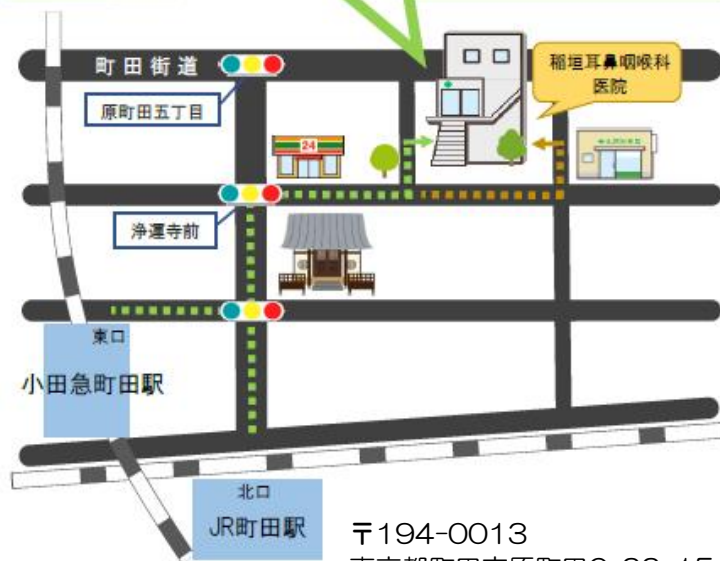 町田街道
稲垣耳鼻咽喉科
医院
原町田五丁目
24
浄運寺前
東口
小田急町田駅
北口
JR町田駅
〒194-0013